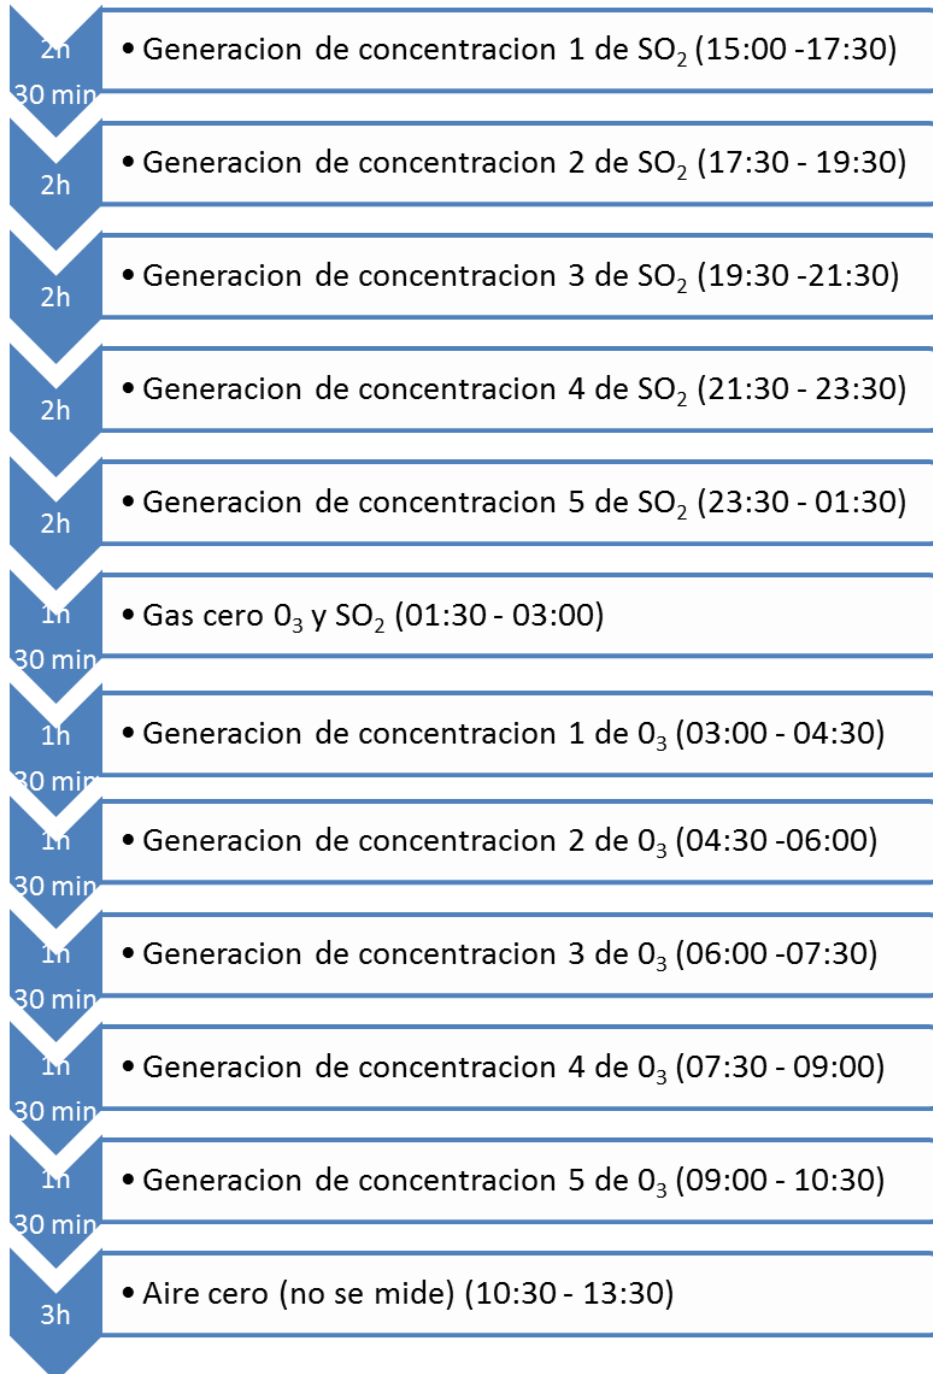 2h
30 min
• Generacion de concentracion 1 de SO₂ (15:00 -17:30)
2h
• Generacion de concentracion 2 de SO₂ (17:30 - 19:30)
2h
• Generacion de concentracion 3 de SO₂ (19:30 -21:30)
2h
• Generacion de concentracion 4 de SO₂ (21:30 - 23:30)
2h
• Generacion de concentracion 5 de SO₂ (23:30 - 01:30)
1h
30 min
• Gas cero 0₃ y SO₂ (01:30 - 03:00)
1h
30 min
• Generacion de concentracion 1 de 0₃ (03:00 - 04:30)
1h
30 min
• Generacion de concentracion 2 de 0₃ (04:30 -06:00)
1h
30 min
• Generacion de concentracion 3 de 0₃ (06:00 -07:30)
1h
30 min
• Generacion de concentracion 4 de 0₃ (07:30 - 09:00)
1h
30 min
• Generacion de concentracion 5 de 0₃ (09:00 - 10:30)
3h
• Aire cero (no se mide) (10:30 - 13:30)